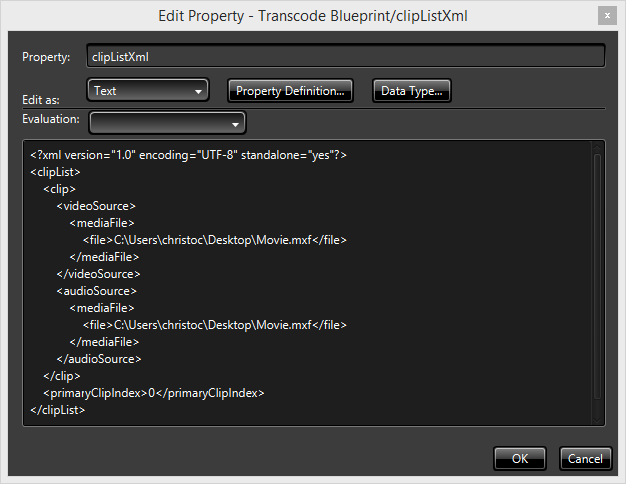 Edit Property - Transcode Blueprint/clipListXml
x
Property: clipListXml
Edit as: Text Property Definition... Data Type...
Evaluation:
<?xml version="1.0" encoding="UTF-8" standalone="yes"?>
<clipList>
  <clip>
    <videoSource>
      <mediaFile>
        <file>C:\Users\christoc\Desktop\Movie.mxf</file>
      </mediaFile>
    </videoSource>
    <audioSource>
      <mediaFile>
        <file>C:\Users\christoc\Desktop\Movie.mxf</file>
      </mediaFile>
    </audioSource>
  </clip>
  <primaryClipIndex>0</primaryClipIndex>
</clipList>
OK Cancel